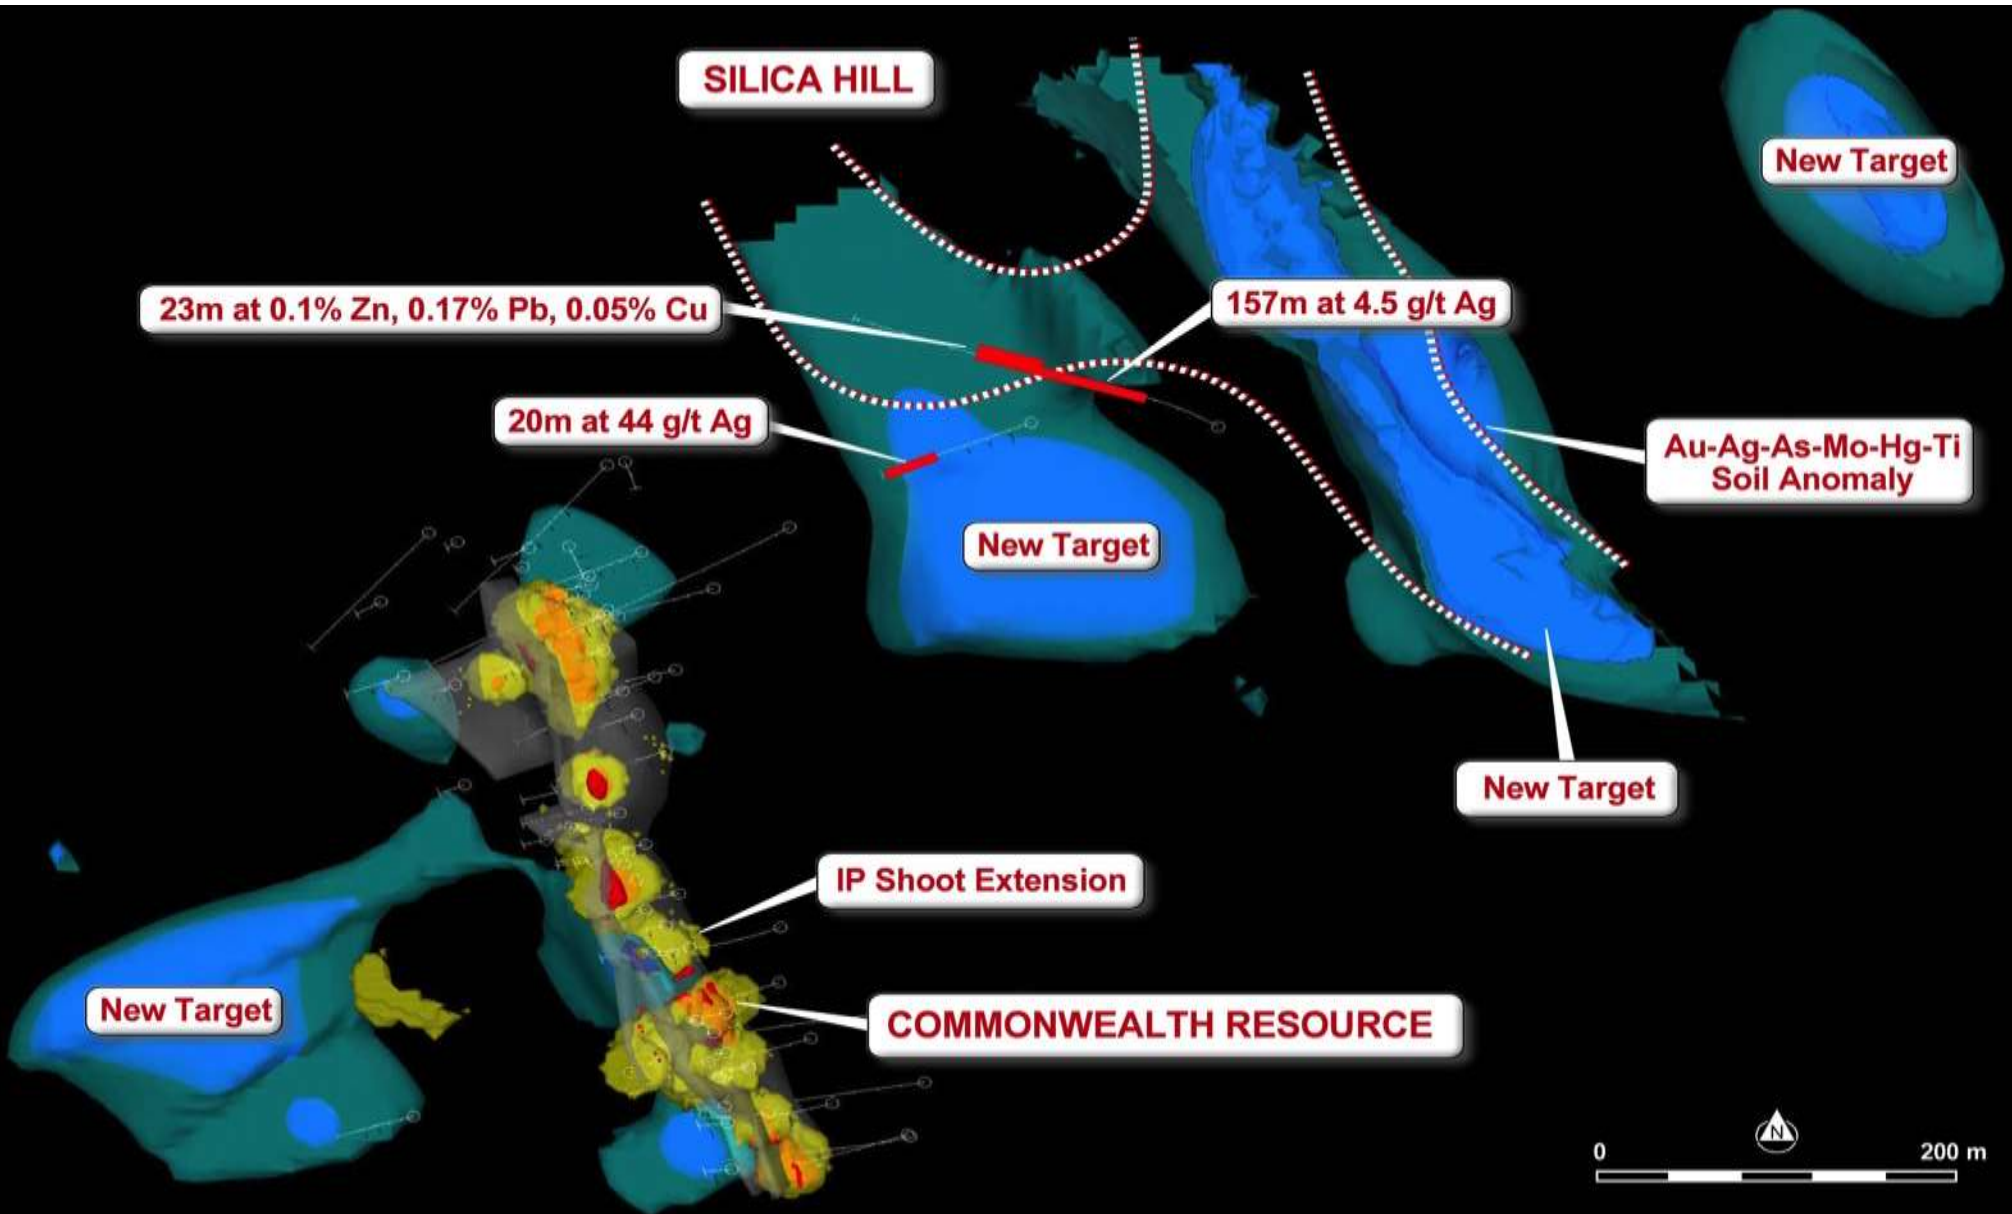 SILICA HILL
New Target
23m at 0.1% Zn, 0.17% Pb, 0.05% Cu
157m at 4.5 g/t Ag
20m at 44 g/t Ag
Au-Ag-As-Mo-Hg-Ti
Soil Anomaly
New Target
New Target
IP Shoot Extension
New Target
COMMONWEALTH RESOURCE
N
0
200 m